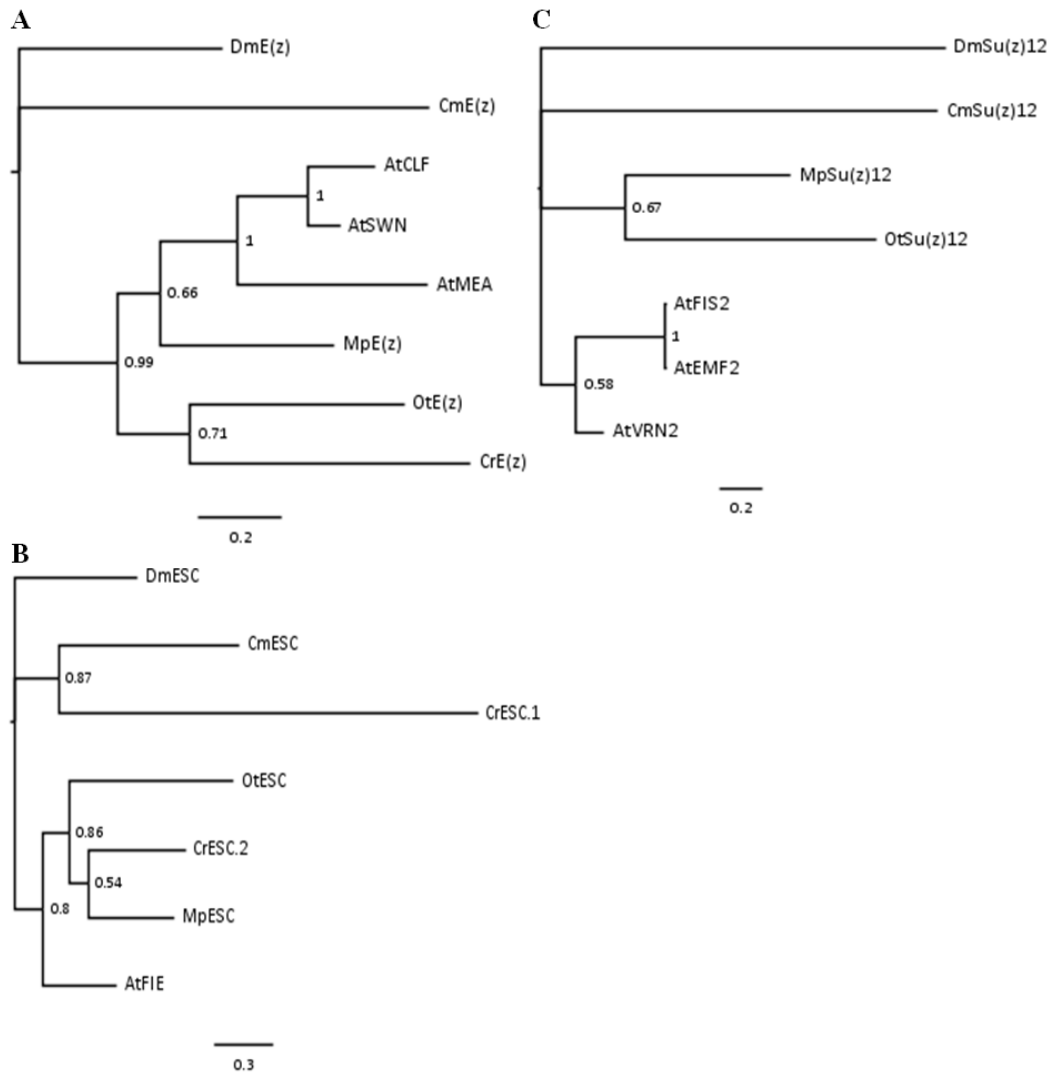 A
DmE(z)
CmE(z)
AtCLF
1
AtSWN
1
AtMEA
0.66
MpE(z)
0.99
OtE(z)
0.71
CrE(z)
0.2
C
DmSu(z)12
CmSu(z)12
MpSu(z)12
0.67
OtSu(z)12
AtFIS2
1
AtEMF2
0.58
AtVRN2
0.2
B
DmESC
CmESC
0.87
CrESC.1
OtESC
0.86
CrESC.2
0.54
MpESC
0.8
AtFIE
0.3